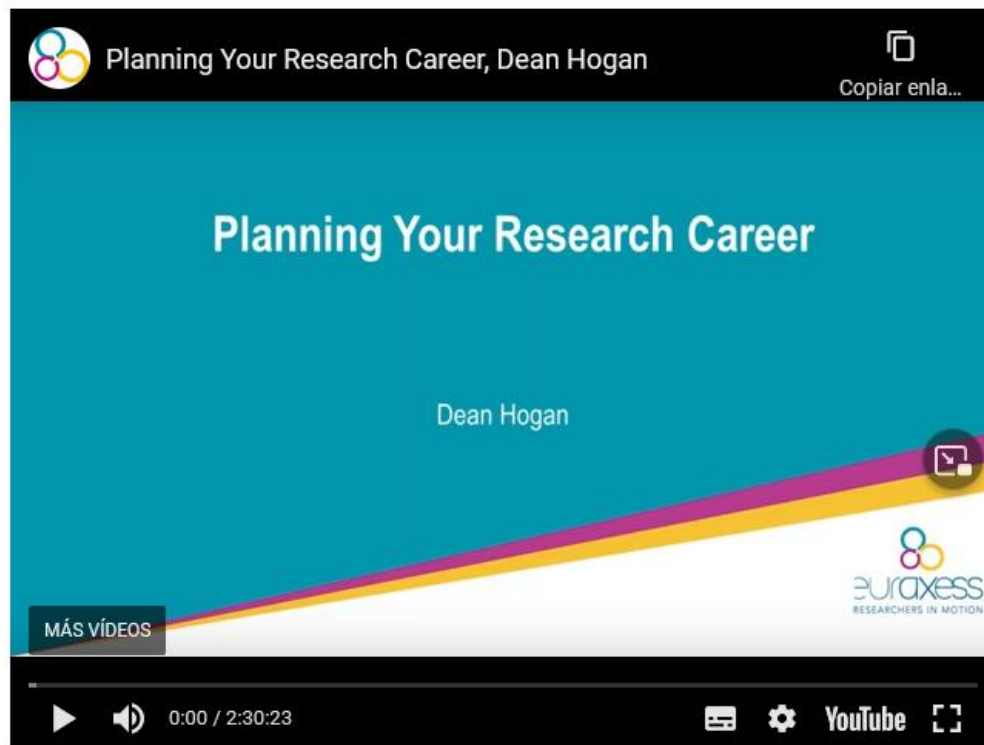 Planning Your Research Career, Dean Hogan
Copiar enla...
Planning Your Research Career
Dean Hogan
euraxess
RESEARCHERS IN MOTION
MÁS VÍDEOS
0:00 / 2:30:23
YouTube